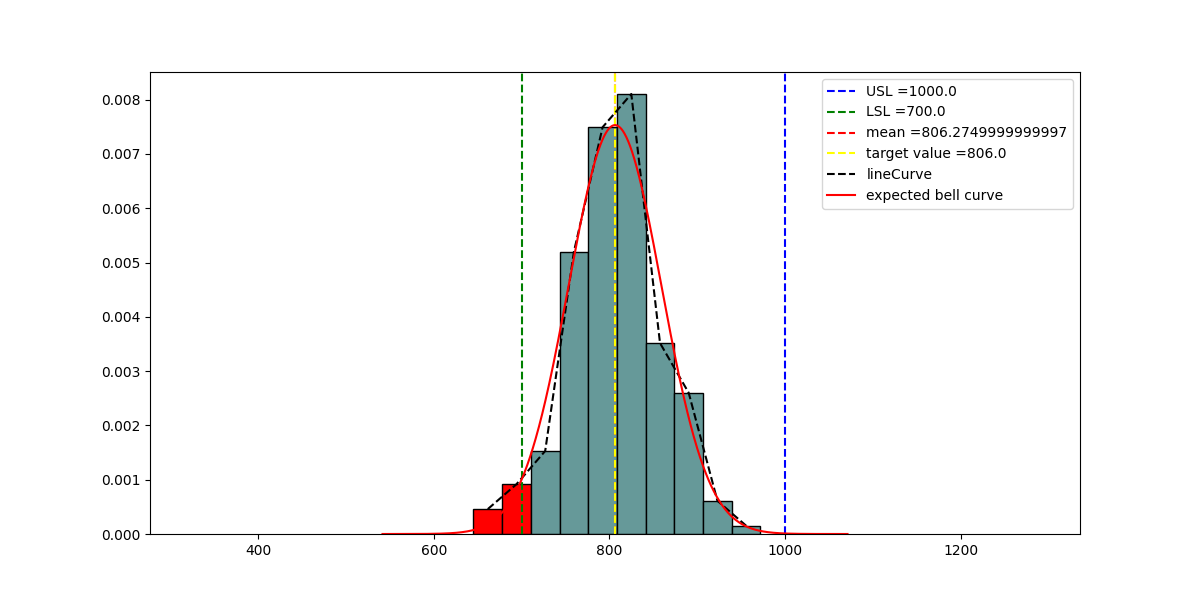 USL =1000.0
LSL =700.0
mean =806.2749999999997
target value =806.0
lineCurve
expected bell curve
0.008
0.007
0.006
0.005
0.004
0.003
0.002
0.001
0.000
400 600 800 1000 1200